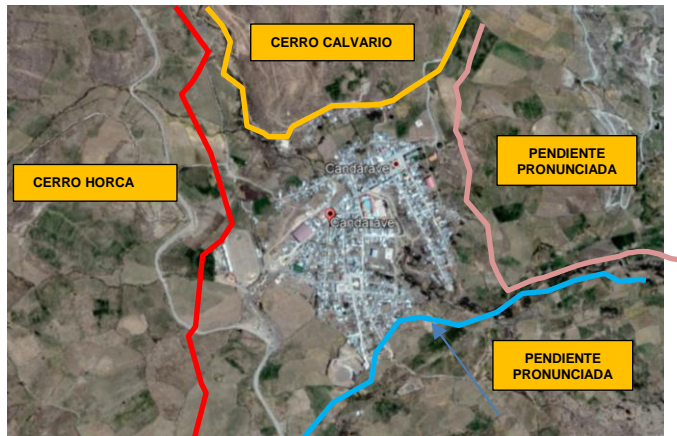 CERRO CALVARIO
PENDIENTE
PRONUNCIADA
Candarave
CERRO HORCA
Candarave
PENDIENTE
PRONUNCIADA